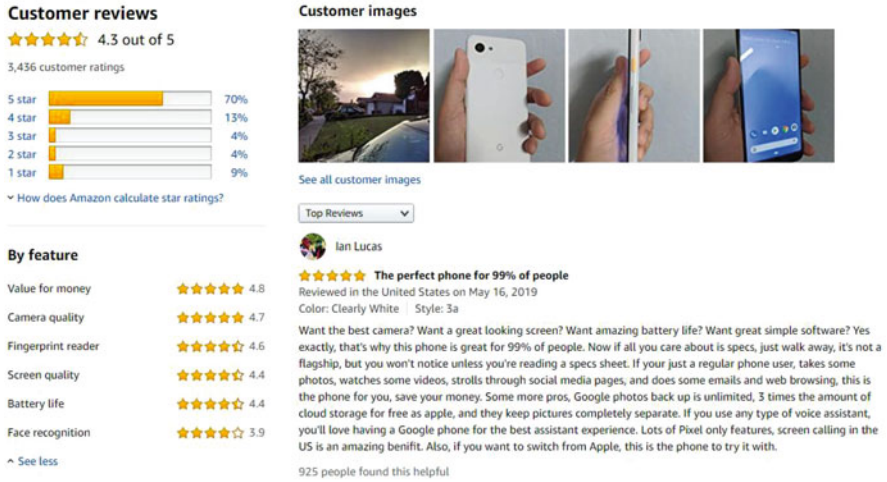 Customer reviews
4.3 out of 5
3,436 customer ratings
5 star 70%
4 star 13%
3 star 4%
2 star 4%
1 star 9%
How does Amazon calculate star ratings?
By feature
Value for money 4.8
Camera quality 4.7
Fingerprint reader 4.6
Screen quality 4.4
Battery life 4.4
Face recognition 3.9
See less
Customer images
See all customer images
Top Reviews
Ian Lucas
The perfect phone for 99% of people
Reviewed in the United States on May 16, 2019
Color: Clearly White | Style: 3a
Want the best camera? Want a great looking screen? Want amazing battery life? Want great simple software? Yes
exactly, that's why this phone is great for 99% of people. Now if all you care about is specs, just walk away, it's not a
flagship, but you won't notice unless you're reading a specs sheet. If your just a regular phone user, takes some
photos, watches some videos, strolls through social media pages, and does some emails and web browsing, this is
the phone for you, save your money. Some more pros, Google photos back up is unlimited, 3 times the amount of
cloud storage for free as apple, and they keep pictures completely separate. If you use any type of voice assistant,
you'll love having a Google phone for the best assistant experience. Lots of Pixel only features, screen calling in the
US is an amazing benifit. Also, if you want to switch from Apple, this is the phone to try it with.
925 people found this helpful